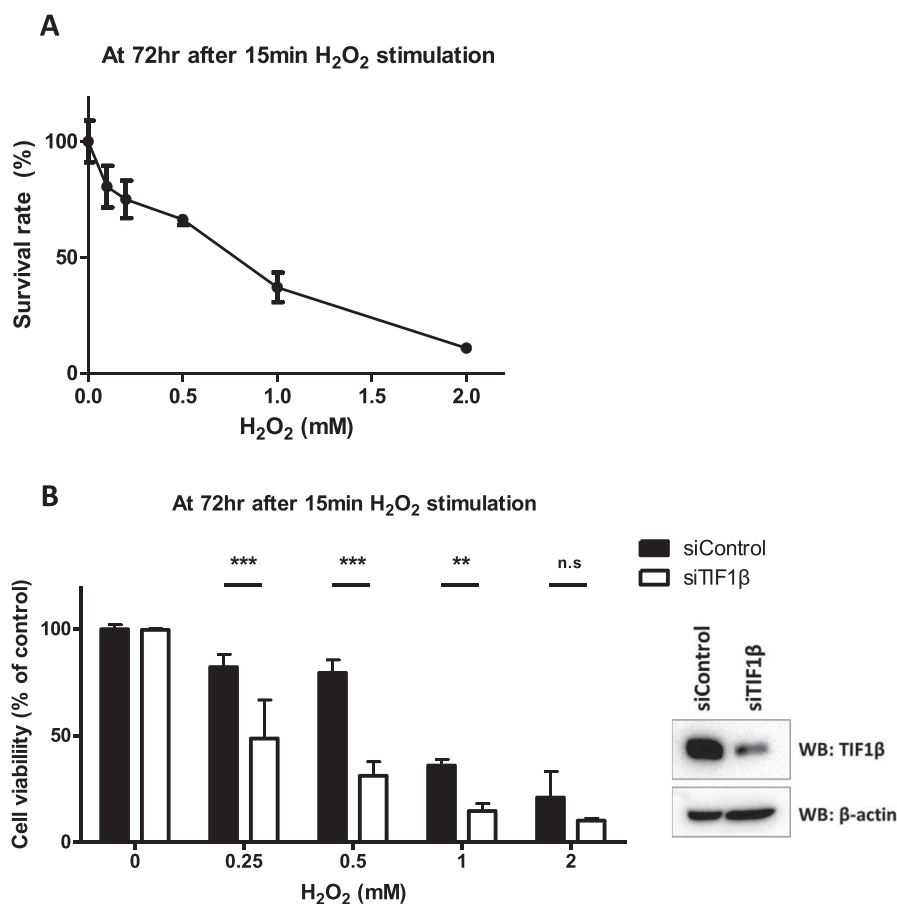 A
At 72hr after 15min H₂O₂ stimulation
Survival rate (%)
100
50
0
0.0 0.5 1.0 1.5 2.0
H₂O₂ (mM)
B
At 72hr after 15min H₂O₂ stimulation
siControl
siTIF1β
*** *** ** n.s
Cell viabiliity (% of control)
100
50
0
0 0.25 0.5 1 2
H₂O₂ (mM)
siControl
siTIF1β
WB: TIF1β
WB: β-actin